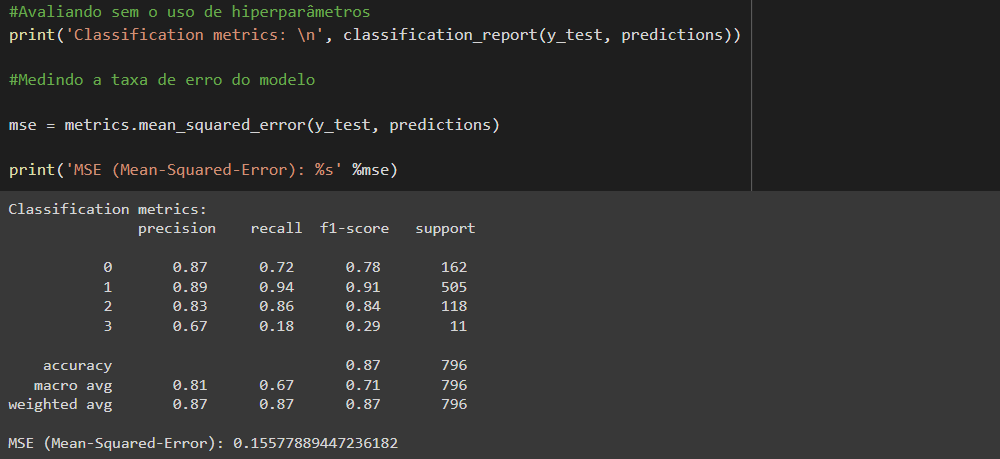 #Avaliando sem o uso de hiperparâmetros
print('Classification metrics: \n', classification_report(y_test, predictions))
#Medindo a taxa de erro do modelo
mse = metrics.mean_squared_error(y_test, predictions)
print('MSE (Mean-Squared-Error): %s' %mse)
Classification metrics:
precision recall f1-score support
0 0.87 0.72 0.78 162
1 0.89 0.94 0.91 505
2 0.83 0.86 0.84 118
3 0.67 0.18 0.29 11
accuracy 0.87 796
macro avg 0.81 0.67 0.71 796
weighted avg 0.87 0.87 0.87 796
MSE (Mean-Squared-Error): 0.15577889447236182